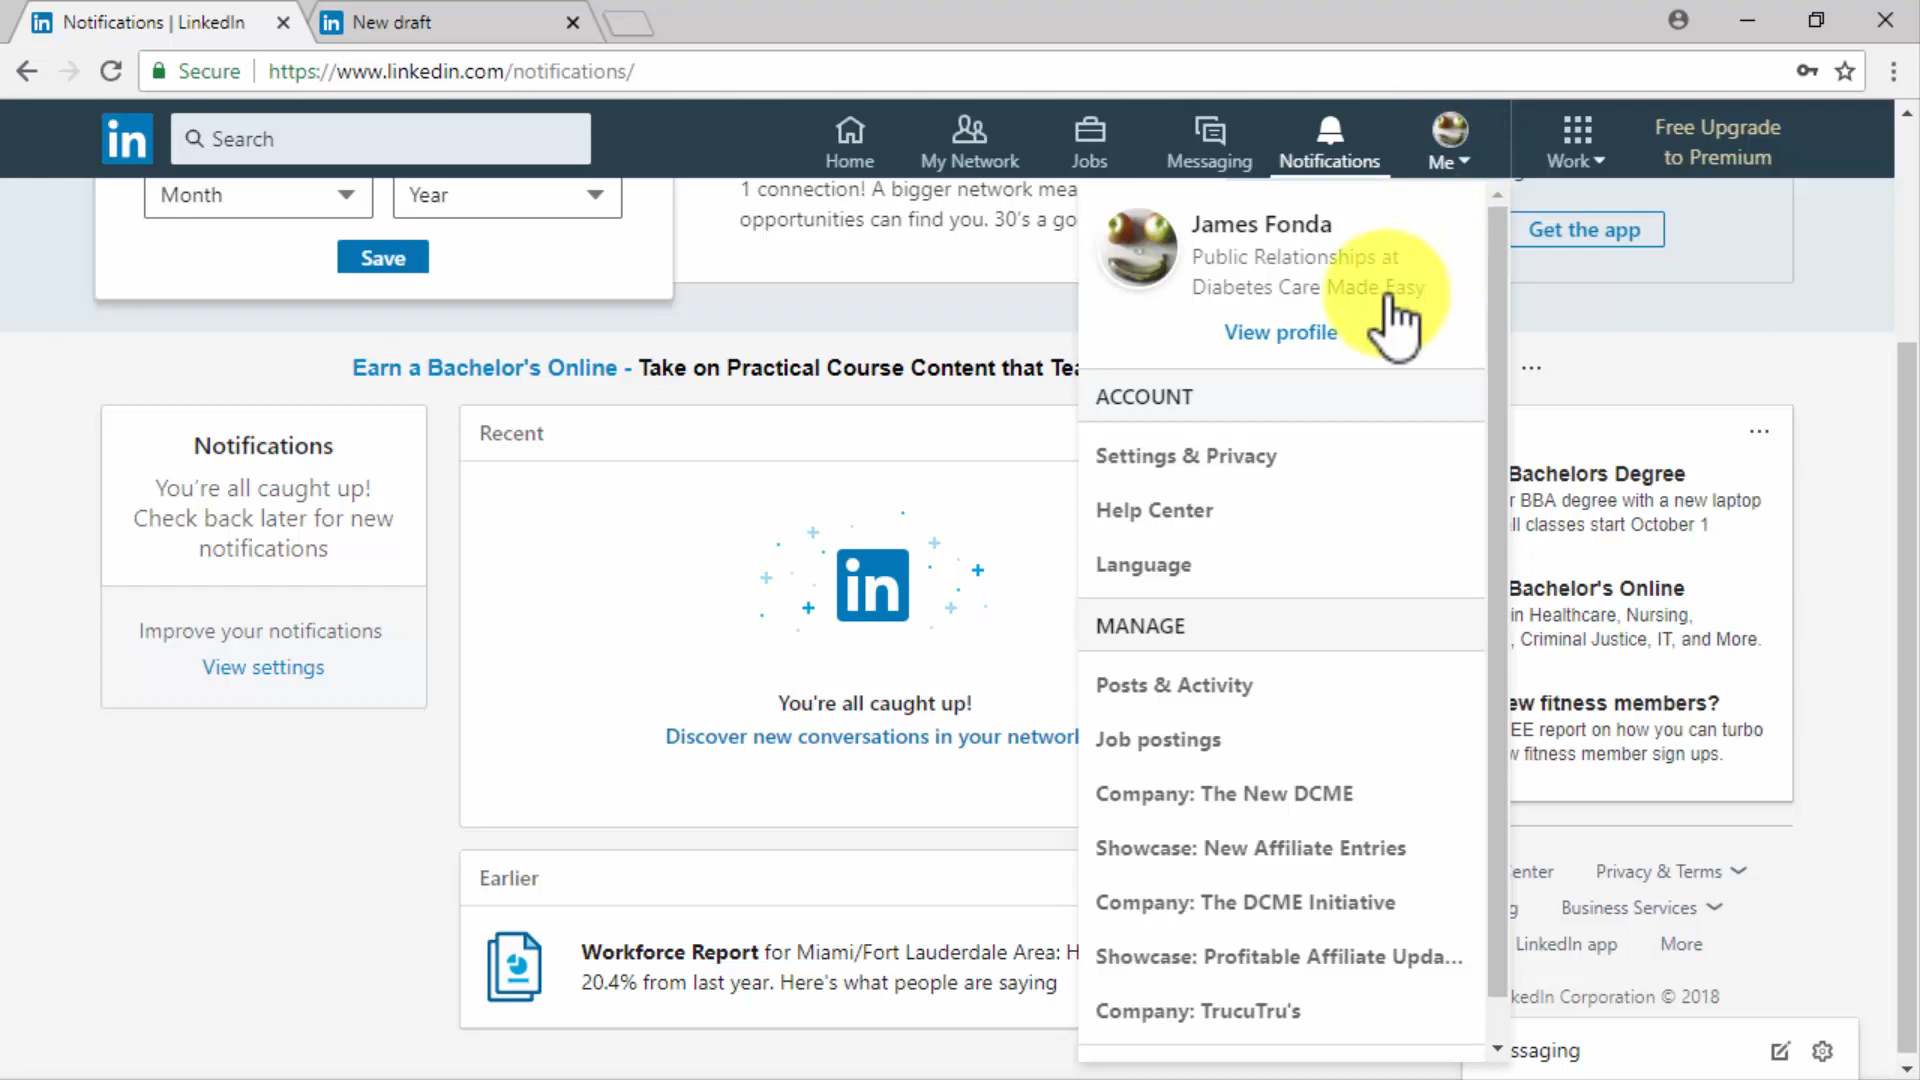 Notifications | LinkedIn
New draft
Secure
https://www.linkedin.com/notifications/
in
Search
Home
My Network
Jobs
Messaging
Notifications
Me
Work
Free Upgrade
to Premium
Month
Year
Save
1 connection! A bigger network mea
opportunities can find you. 30's a go
James Fonda
Public Relationships at
Diabetes Care Made Easy
View profile
Get the app
Earn a Bachelor's Online - Take on Practical Course Content that Tea
Notifications
You're all caught up!
Check back later for new
notifications
Improve your notifications
View settings
Recent
in
You're all caught up!
Discover new conversations in your network
Earlier
Workforce Report for Miami/Fort Lauderdale Area: H
20.4% from last year. Here's what people are saying
ACCOUNT
Settings & Privacy
Help Center
Language
MANAGE
Posts & Activity
Job postings
Company: The New DCME
Showcase: New Affiliate Entries
Company: The DCME Initiative
Showcase: Profitable Affiliate Upda...
Company: TrucuTru's
Bachelors Degree
r BBA degree with a new laptop
ll classes start October 1
Bachelor's Online
in Healthcare, Nursing,
, Criminal Justice, IT, and More.
ew fitness members?
EE report on how you can turbo
w fitness member sign ups.
enter
Privacy & Terms
g
Business Services
LinkedIn app
More
kedIn Corporation © 2018
ssaging